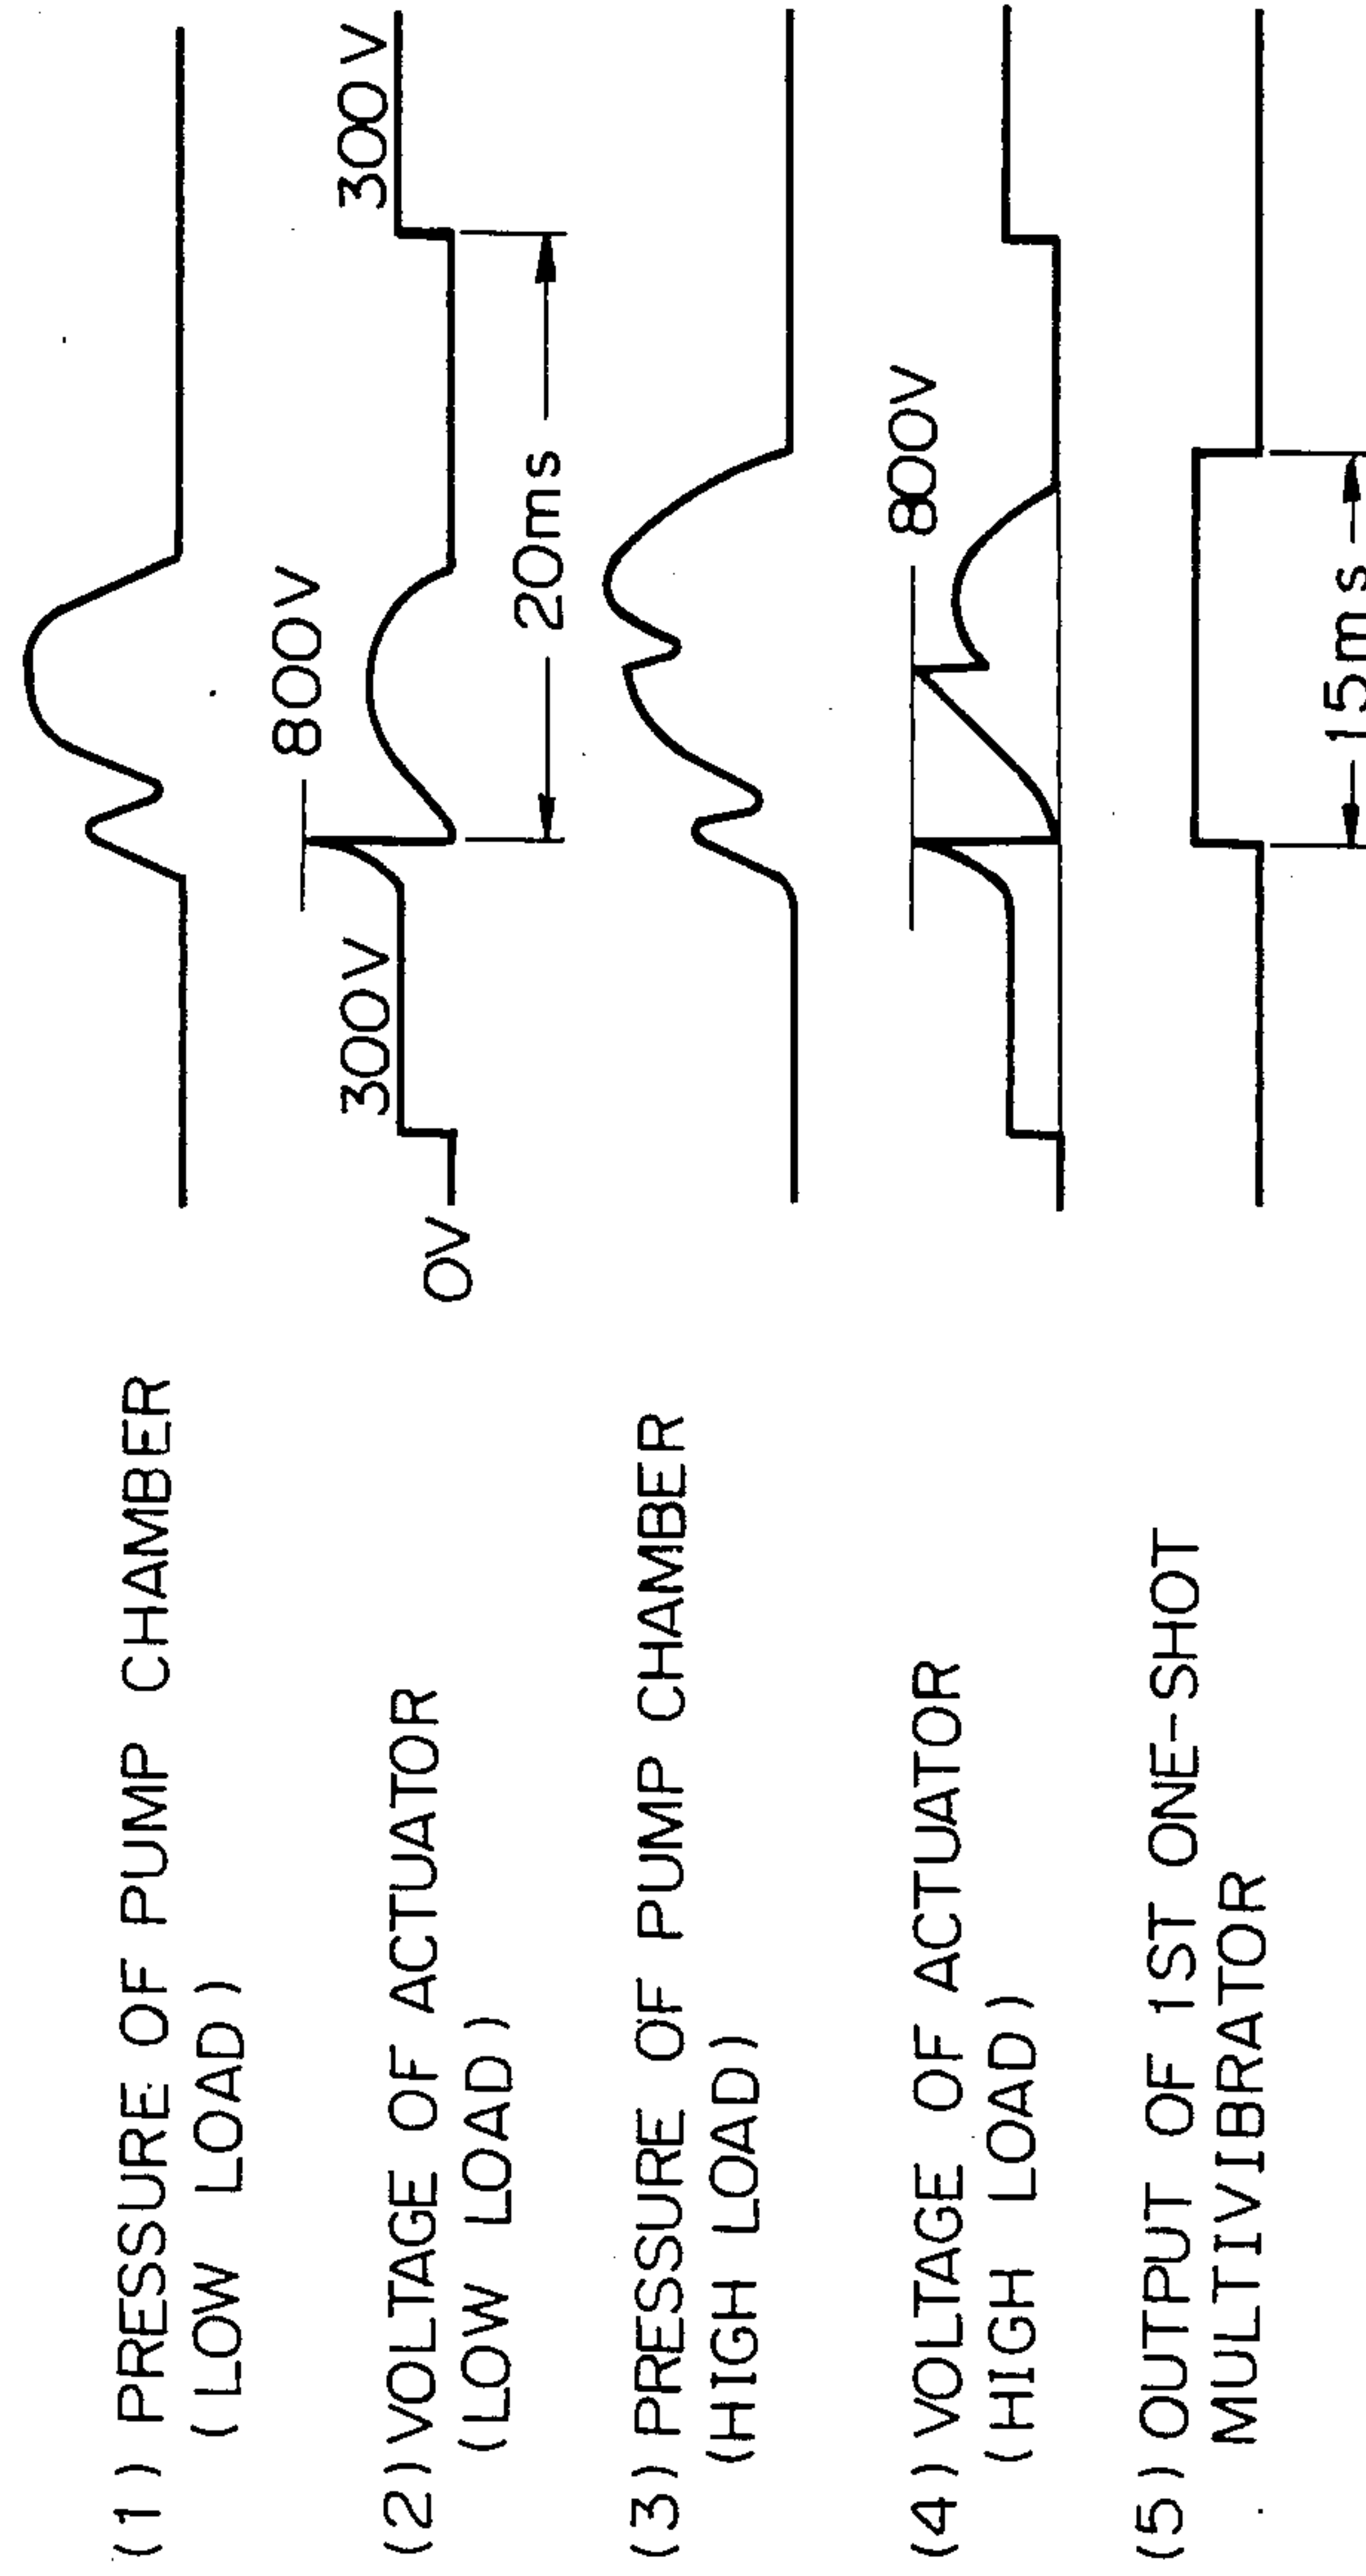 (1) PRESSURE OF PUMP CHAMBER
(LOW LOAD)
(2) VOLTAGE OF ACTUATOR
(LOW LOAD)
0V
300V
800V
300V
20ms
(3) PRESSURE OF PUMP CHAMBER
(HIGH LOAD)
(4) VOLTAGE OF ACTUATOR
(HIGH LOAD)
800V
(5) OUTPUT OF 1ST ONE-SHOT
MULTIVIBRATOR
15ms